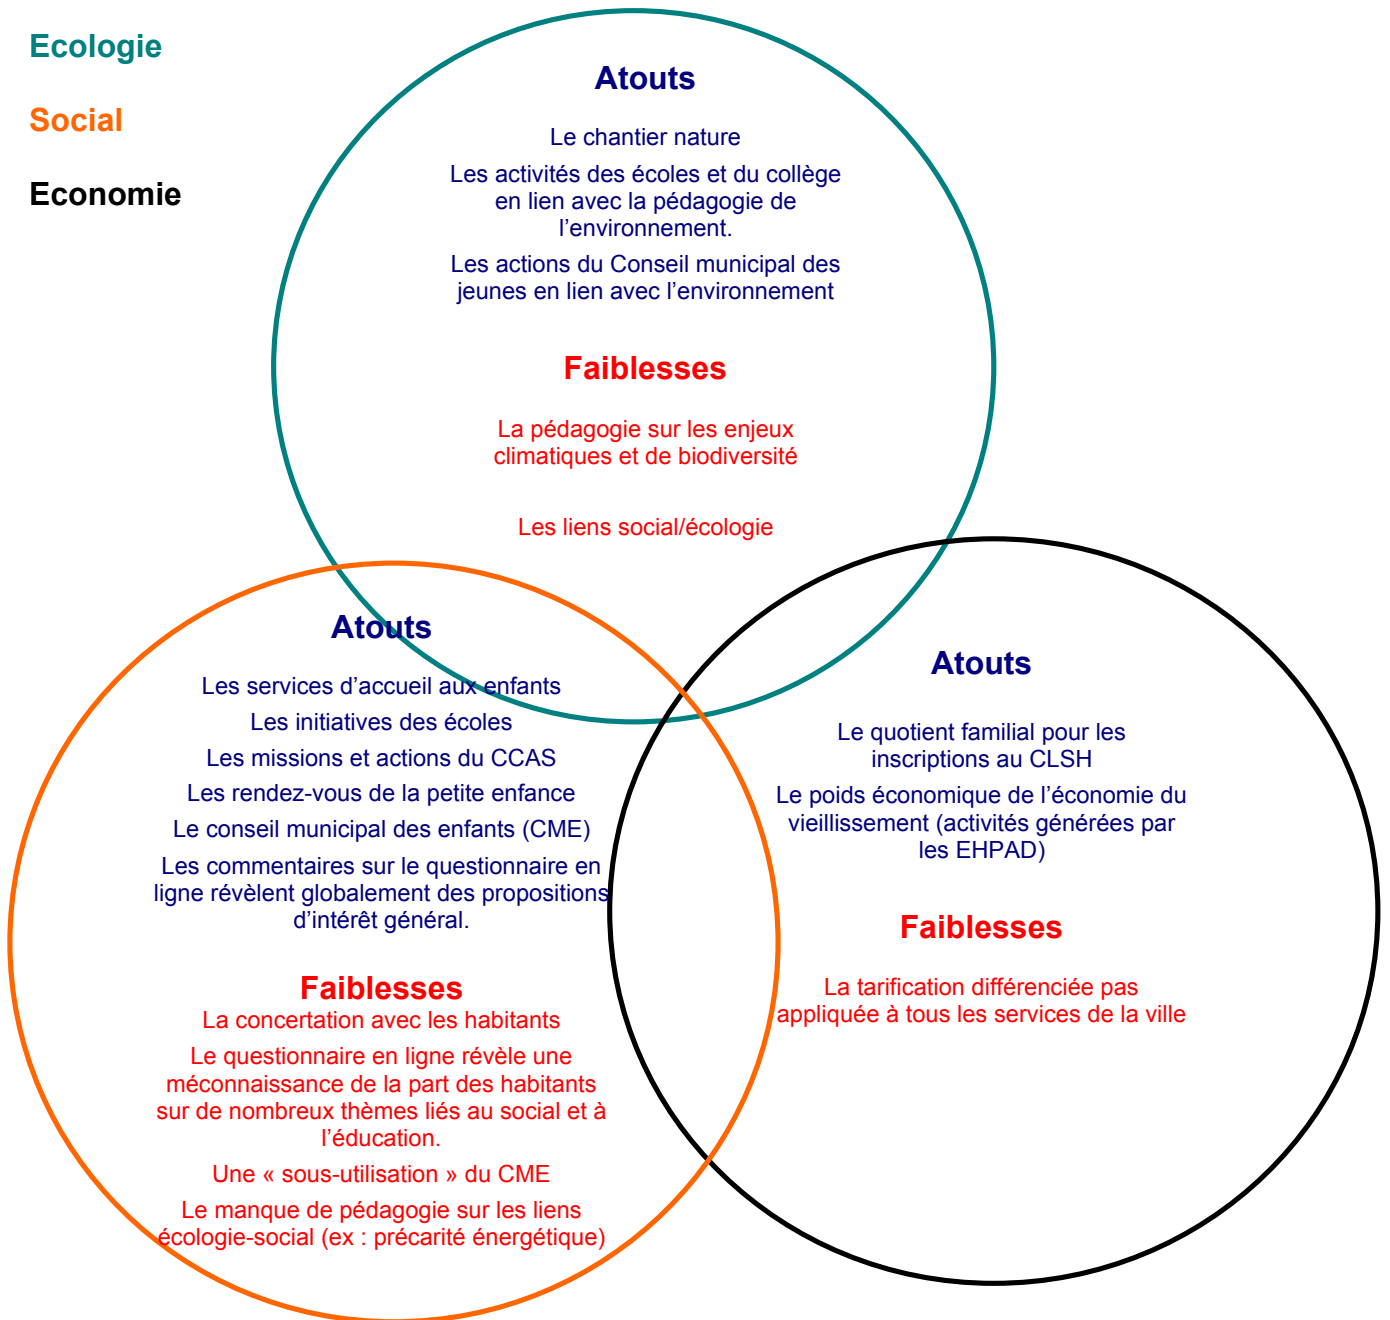 Ecologie
Social
Economie
Atouts
Le chantier nature
Les activités des écoles et du collège
en lien avec la pédagogie de
l’environnement.
Les actions du Conseil municipal des
jeunes en lien avec l’environnement
Faiblesses
La pédagogie sur les enjeux
climatiques et de biodiversité
Les liens social/écologie
Atouts
Les services d’accueil aux enfants
Les initiatives des écoles
Les missions et actions du CCAS
Les rendez-vous de la petite enfance
Le conseil municipal des enfants (CME)
Les commentaires sur le questionnaire en
ligne révèlent globalement des propositions
d’intérêt général.
Faiblesses
La concertation avec les habitants
Le questionnaire en ligne révèle une
méconnaissance de la part des habitants
sur de nombreux thèmes liés au social et à
l’éducation.
Une « sous-utilisation » du CME
Le manque de pédagogie sur les liens
écologie-social (ex : précarité énergétique)
Atouts
Le quotient familial pour les
inscriptions au CLSH
Le poids économique de l’économie du
vieillissement (activités générées par
les EHPAD)
Faiblesses
La tarification différenciée pas
appliquée à tous les services de la ville